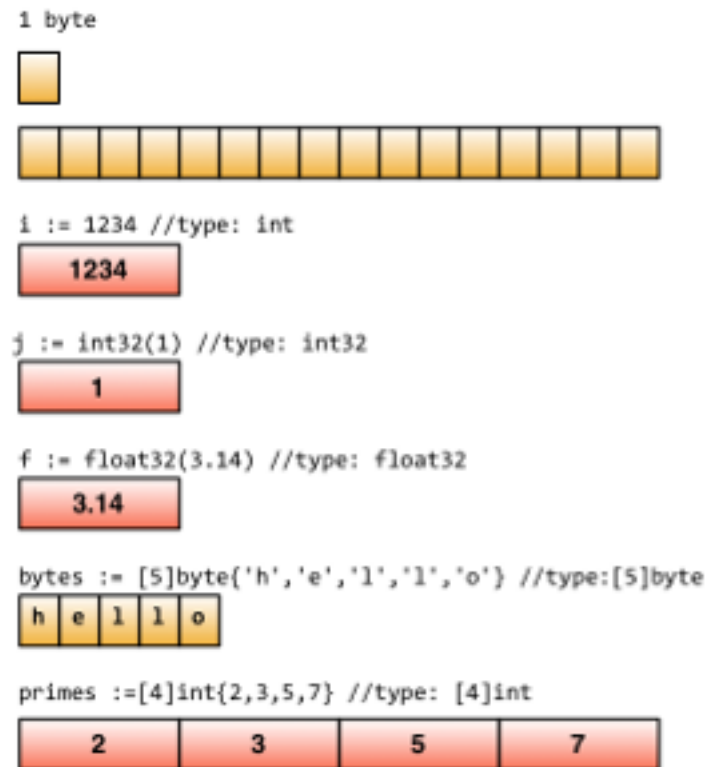 1 byte
i := 1234 //type: int
1234
j := int32(1) //type: int32
1
f := float32(3.14) //type: float32
3.14
bytes := [5]byte{'h','e','l','l','o'} //type:[5]byte
h e l l o
primes :=[4]int{2,3,5,7} //type: [4]int
2 3 5 7